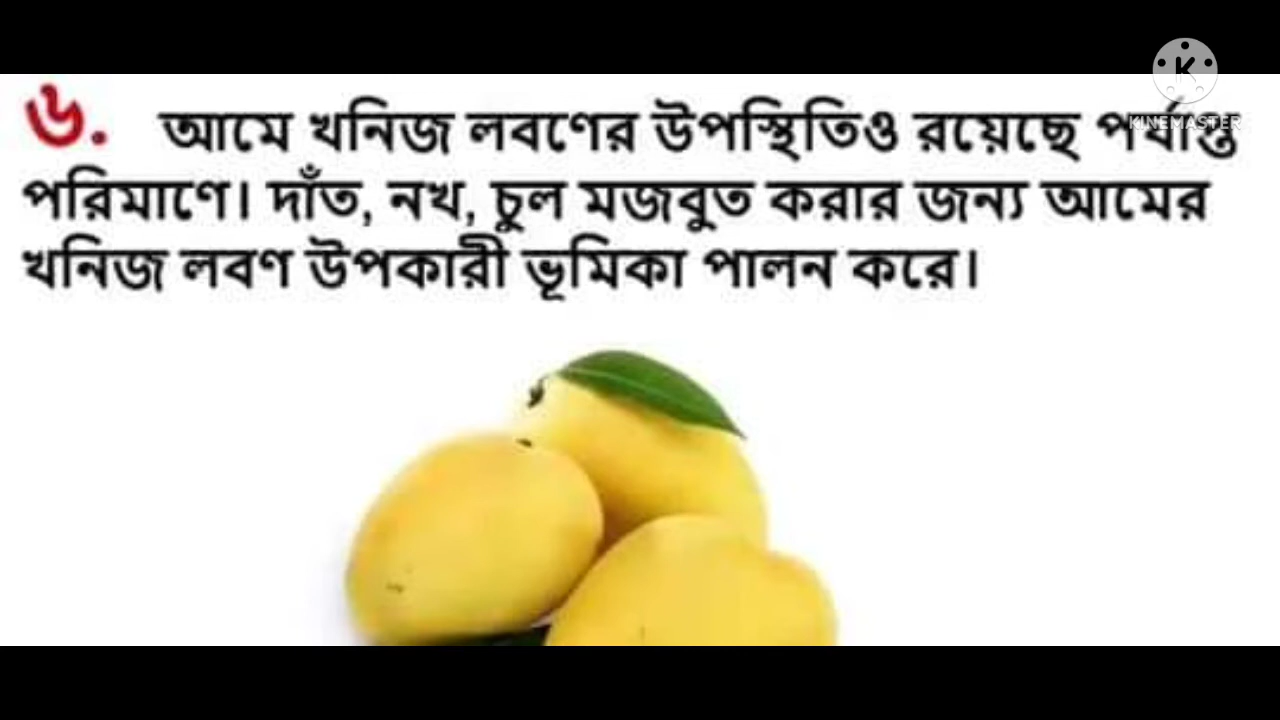 ৬. আমে খনিজ লবণের উপস্থিতিও রয়েছে পর্যাপ্ত
পরিমাণে। দাঁত, নখ, চুল মজবুত করার জন্য আমের
খনিজ লবণ উপকারী ভূমিকা পালন করে।
K
KINEMASTER